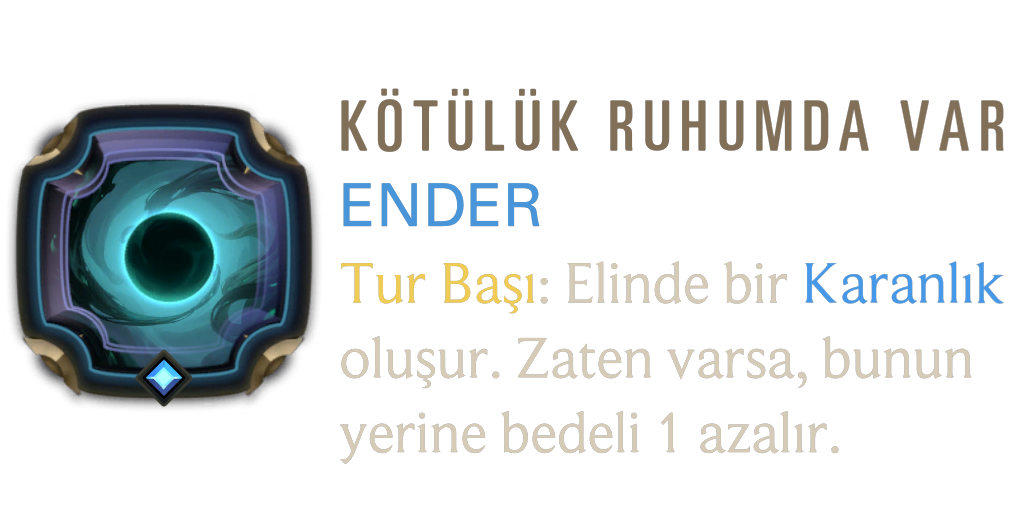 KÖTÜLÜK RUHUMDA VAR
ENDER
Tur Başı: Elinde bir Karanlık
oluşur. Zaten varsa, bunun
yerine bedeli 1 azalır.